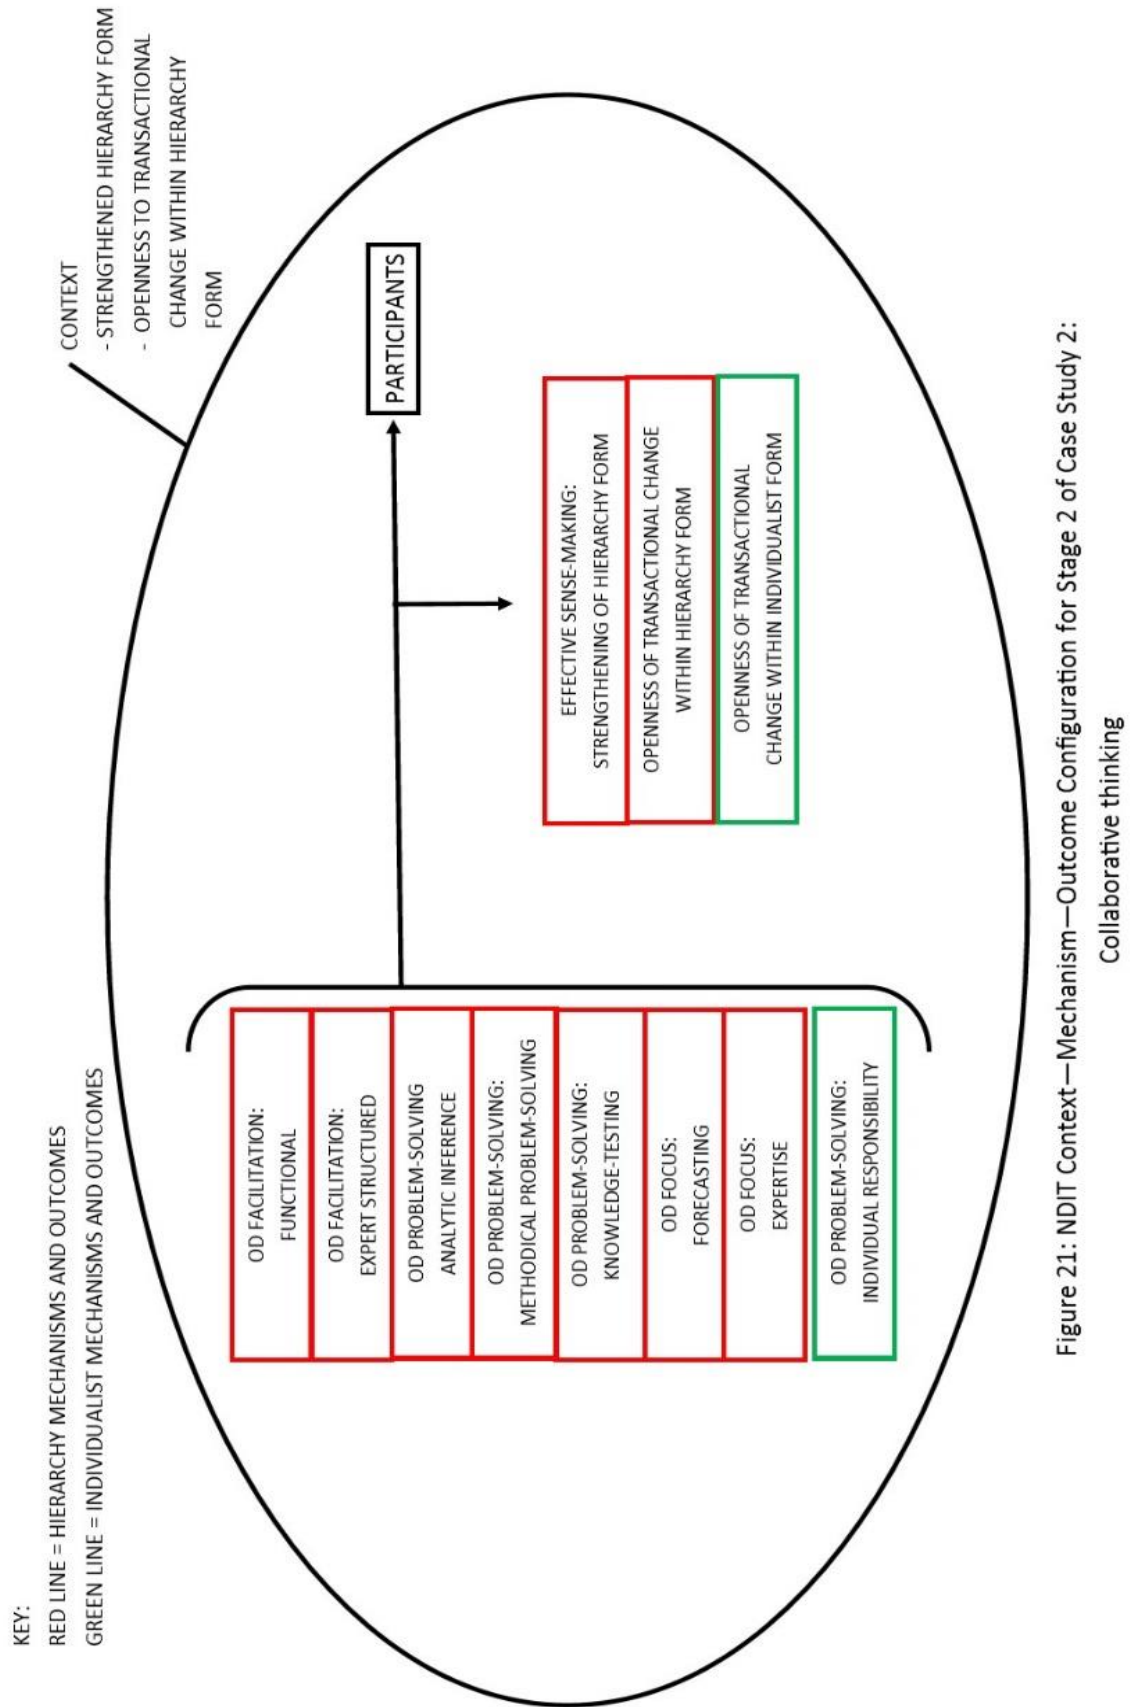 KEY:
RED LINE = HIERARCHY MECHANISMS AND OUTCOMES
GREEN LINE = INDIVIDUALIST MECHANISMS AND OUTCOMES
CONTEXT
- STRENGTHENED HIERARCHY FORM
- OPENNESS TO TRANSACTIONAL
CHANGE WITHIN HIERARCHY
FORM
OD FACILITATION:
FUNCTIONAL
OD FACILITATION:
EXPERT STRUCTURED
OD PROBLEM-SOLVING
ANALYTIC INFERENCE
OD PROBLEM-SOLVING:
METHODICAL PROBLEM-SOLVING
OD PROBLEM-SOLVING:
KNOWLEDGE-TESTING
OD FOCUS:
FORECASTING
OD FOCUS:
EXPERTISE
OD PROBLEM-SOLVING:
INDIVIDUAL RESPONSIBILITY
PARTICIPANTS
EFFECTIVE SENSE-MAKING:
STRENGTHENING OF HIERARCHY FORM
OPENNESS OF TRANSACTIONAL CHANGE
WITHIN HIERARCHY FORM
OPENNESS OF TRANSACTIONAL
CHANGE WITHIN INDIVIDUALIST FORM
Figure 21: NDIT Context—Mechanism—Outcome Configuration for Stage 2 of Case Study 2:
Collaborative thinking